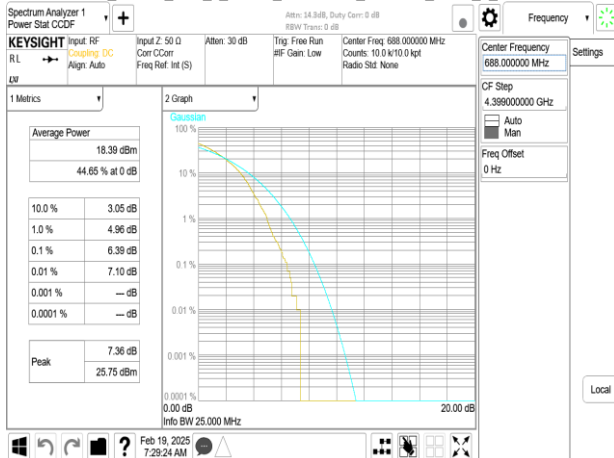 Spectrum Analyzer 1
Power Stat CCDF
+
Attn: 14.3dB, Duty Corr: 0 dB
RBW Trans: 0 dB
Frequency
KEYSIGHT
RL
LXI
Input: RF
Coupling: DC
Align: Auto
Input Z: 50 Ω
Corr CCorr
Freq Ref: Int (S)
Atten: 30 dB
Trig: Free Run
#IF Gain: Low
Center Freq: 688.000000 MHz
Counts: 10.0 k/10.0 kpt
Radio Std: None
Center Frequency
688.000000 MHz
Settings
CF Step
4.399000000 GHz
Auto
Man
Freq Offset
0 Hz
Local
1 Metrics
Average Power
18.39 dBm
44.65 % at 0 dB
10.0 % 3.05 dB
1.0 % 4.96 dB
0.1 % 6.39 dB
0.01 % 7.10 dB
0.001 % --- dB
0.0001 % --- dB
Peak
7.36 dB
25.75 dBm
2 Graph
Gaussian
100 %
10 %
1 %
0.1 %
0.01 %
0.001 %
0.0001 %
0.00 dB 20.00 dB
Info BW 25.000 MHz
?
Feb 19, 2025
7:29:24 AM